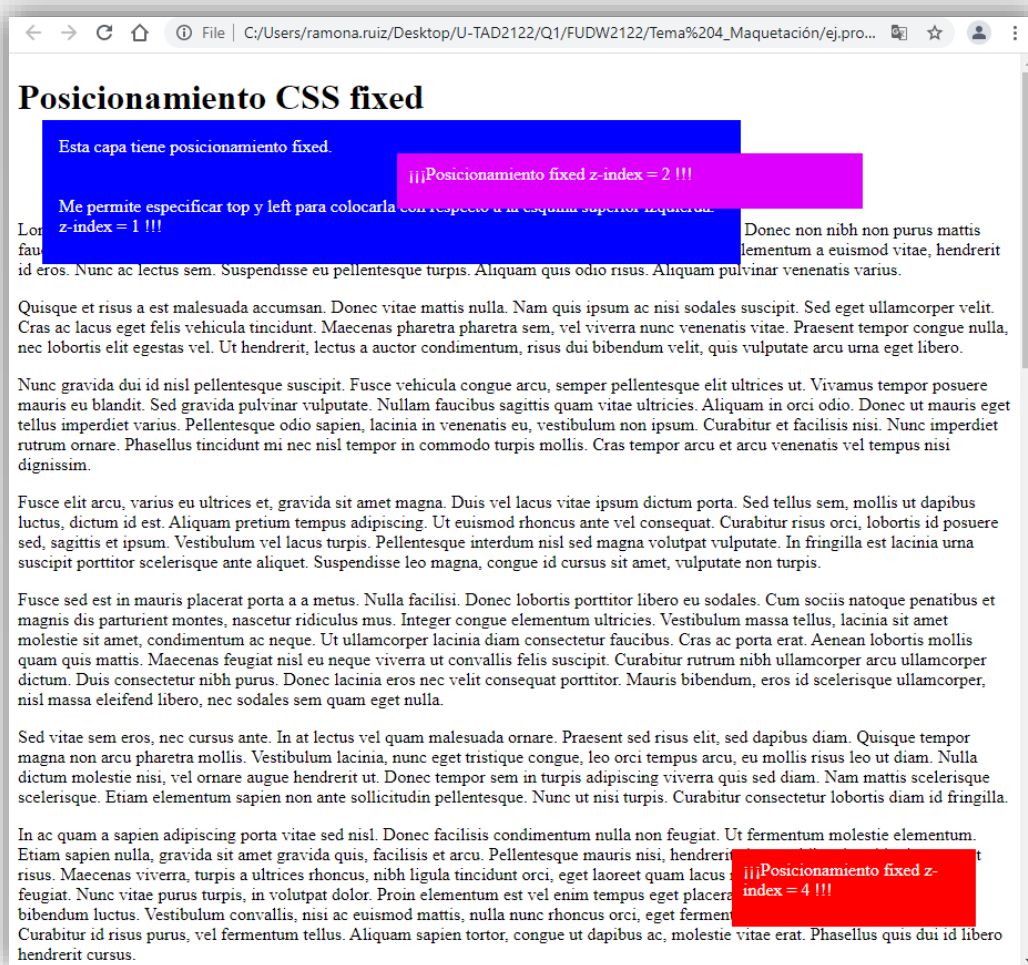 File | C:/Users/ramona.ruiz/Desktop/U-TAD2122/Q1/FUDW2122/Tema%204_Maquetación/ej.pro...
Posicionamiento CSS fixed
Esta capa tiene posicionamiento fixed.
¡¡¡Posicionamiento fixed z-index = 2 !!!
Me permite especificar top y left para colocarla con respecto a la esquina superior izquierda.
z-index = 1 !!!
Donec non nibh non purus mattis
elementum a euismod vitae, hendrerit
id eros. Nunc ac lectus sem. Suspendisse eu pellentesque turpis. Aliquam quis odio risus. Aliquam pulvinar venenatis varius.
Quisque et risus a est malesuada accumsan. Donec vitae mattis nulla. Nam quis ipsum ac nisi sodales suscipit. Sed eget ullamcorper velit.
Cras ac lacus eget felis vehicula tincidunt. Maecenas pharetra pharetra sem, vel viverra nunc venenatis vitae. Praesent tempor congue nulla,
nec lobortis elit egestas vel. Ut hendrerit, lectus a auctor condimentum, risus dui bibendum velit, quis vulputate arcu urna eget libero.
Nunc gravida dui id nisl pellentesque suscipit. Fusce vehicula congue arcu, semper pellentesque elit ultrices ut. Vivamus tempor posuere
mauris eu blandit. Sed gravida pulvinar vulputate. Nullam faucibus sagittis quam vitae ultricies. Aliquam in orci odio. Donec ut mauris eget
tellus imperdiet varius. Pellentesque odio sapien, lacinia in venenatis eu, vestibulum non ipsum. Curabitur et facilisis nisi. Nunc imperdiet
rutrum ornare. Phasellus tincidunt mi nec nisl tempor in commodo turpis mollis. Cras tempor arcu et arcu venenatis vel tempus nisi
dignissim.
Fusce elit arcu, varius eu ultrices et, gravida sit amet magna. Duis vel lacus vitae ipsum dictum porta. Sed tellus sem, mollis ut dapibus
luctus, dictum id est. Aliquam pretium tempus adipiscing. Ut euismod rhoncus ante vel consequat. Curabitur risus orci, lobortis id posuere
sed, sagittis et ipsum. Vestibulum vel lacus turpis. Pellentesque interdum nisl sed magna volutpat vulputate. In fringilla est lacinia urna
suscipit porttitor scelerisque ante aliquet. Suspendisse leo magna, congue id cursus sit amet, vulputate non turpis.
Fusce sed est in mauris placerat porta a a metus. Nulla facilisi. Donec lobortis porttitor libero eu sodales. Cum sociis natoque penatibus et
magnis dis parturient montes, nascetur ridiculus mus. Integer congue elementum ultricies. Vestibulum massa tellus, lacinia sit amet
molestie sit amet, condimentum ac neque. Ut ullamcorper lacinia diam consectetur faucibus. Cras ac porta erat. Aenean lobortis mollis
quam quis mattis. Maecenas feugiat nisl eu neque viverra ut convallis felis suscipit. Curabitur rutrum nibh ullamcorper arcu ullamcorper
dictum. Duis consectetur nibh purus. Donec lacinia eros nec velit consequat porttitor. Mauris bibendum, eros id scelerisque ullamcorper,
nisl massa eleifend libero, nec sodales sem quam eget nulla.
Sed vitae sem eros, nec cursus ante. In at lectus vel quam malesuada ornare. Praesent sed risus elit, sed dapibus diam. Quisque tempor
magna non arcu pharetra mollis. Vestibulum lacinia, nunc eget tristique congue, leo orci tempus arcu, eu mollis risus leo ut diam. Nulla
dictum molestie nisi, vel ornare augue hendrerit ut. Donec tempor sem in turpis adipiscing viverra quis sed diam. Nam mattis scelerisque
scelerisque. Etiam elementum sapien non ante sollicitudin pellentesque. Nunc ut nisi turpis. Curabitur consectetur lobortis diam id fringilla.
In ac quam a sapien adipiscing porta vitae sed nisl. Donec facilisis condimentum nulla non feugiat. Ut fermentum molestie elementum.
Etiam sapien nulla, gravida sit amet gravida quis, facilisis et arcu. Pellentesque mauris nisi, hendrerit
risus. Maecenas viverra, turpis a ultrices rhoncus, nibh ligula tincidunt orci, eget laoreet quam lacus
feugiat. Nunc vitae purus turpis, in volutpat dolor. Proin elementum est vel enim tempus eget placera
bibendum luctus. Vestibulum convallis, nisi ac euismod mattis, nulla nunc rhoncus orci, eget ferment
Curabitur id risus purus, vel fermentum tellus. Aliquam sapien tortor, congue ut dapibus ac, molestie vitae erat. Phasellus quis dui id libero
hendrerit cursus.
¡¡¡Posicionamiento fixed z-
index = 4 !!!